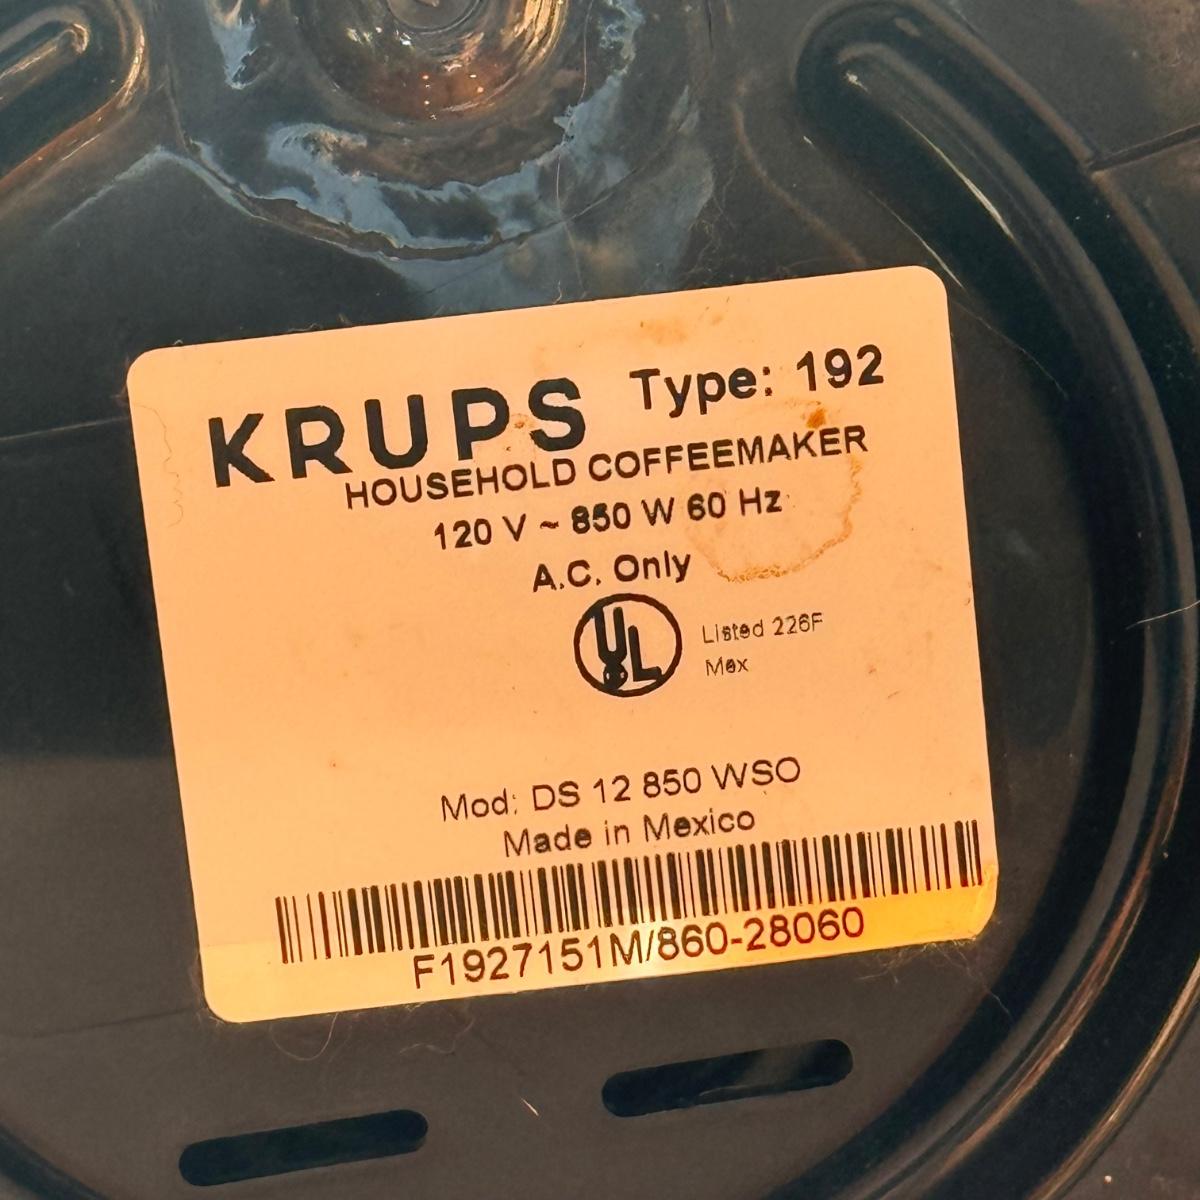 KRUPS Type: 192
HOUSEHOLD COFFEEMAKER
120 V ~ 850 W 60 Hz
A.C. Only
UL Listed 226F
Mex
Mod: DS 12 850 WSO
Made in Mexico
F1927151M/860-28060